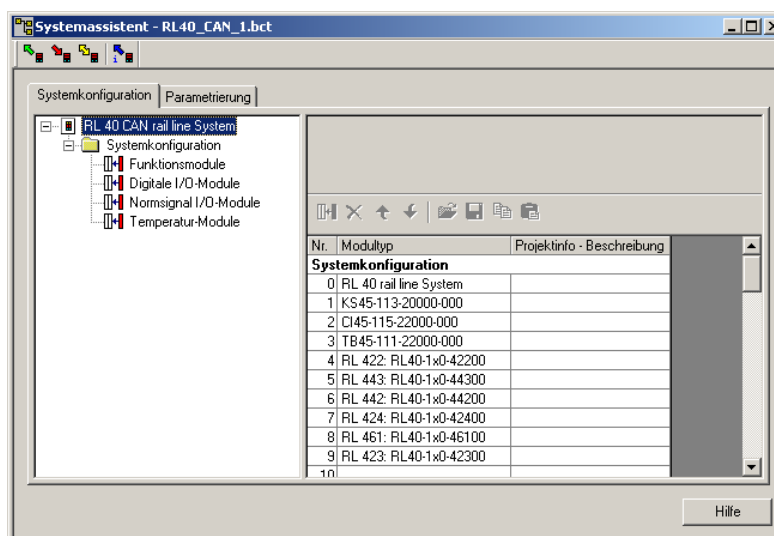 Systemassistent - RL40_CAN_1.bct
Systemkonfiguration Parametrierung
RL 40 CAN rail line System
Systemkonfiguration
Funktionsmodule
Digitale I/O-Module
Normsignal I/O-Module
Temperatur-Module
Nr. Modultyp Projektinfo - Beschreibung
Systemkonfiguration
0 RL 40 rail line System
1 KS45-113-20000-000
2 CI45-115-22000-000
3 TB45-111-22000-000
4 RL 422: RL40-1x0-42200
5 RL 443: RL40-1x0-44300
6 RL 442: RL40-1x0-44200
7 RL 424: RL40-1x0-42400
8 RL 461: RL40-1x0-46100
9 RL 423: RL40-1x0-42300
10
Hilfe